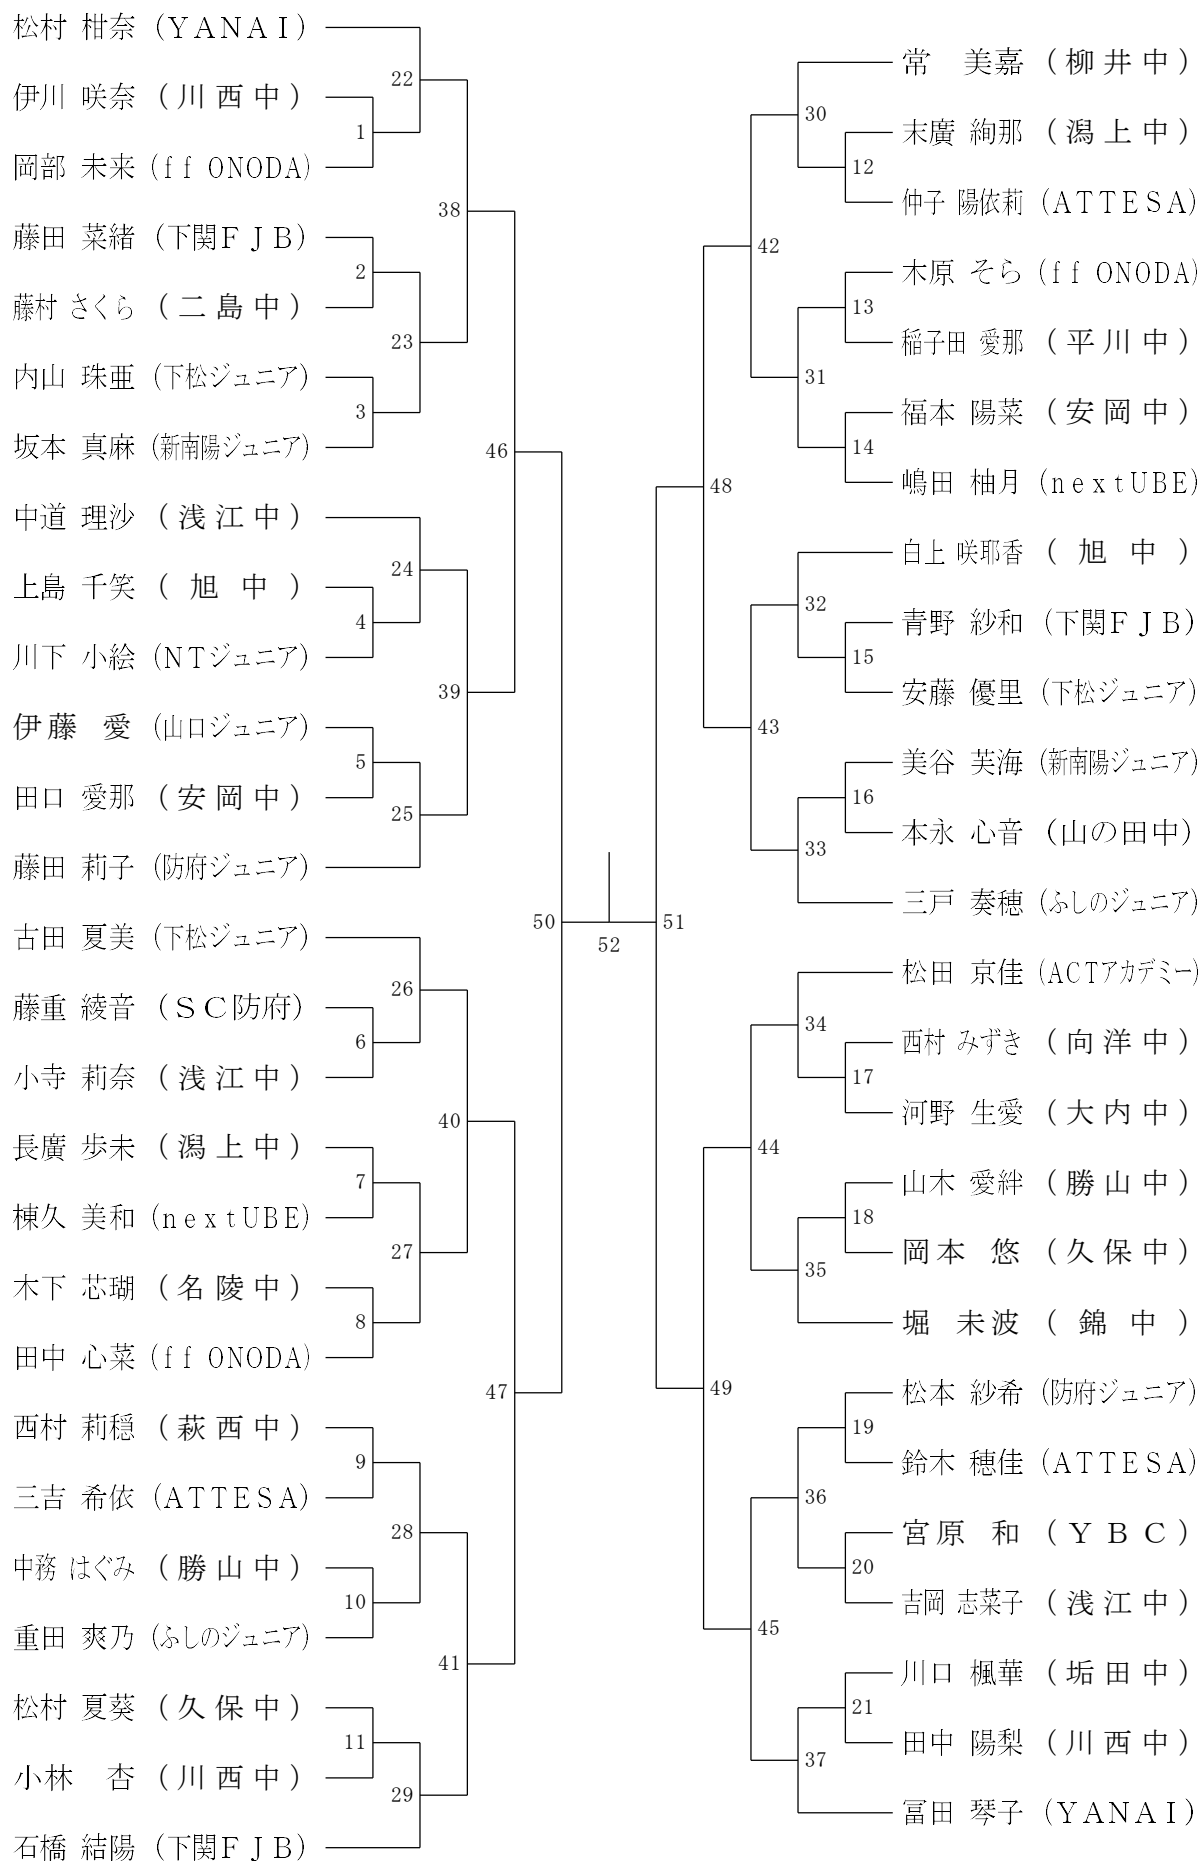 松村 柑奈 (ＹＡＮＡＩ)
伊川 咲奈 (川西中)
岡部 未来 (ｆｆ ONODA)
藤田 菜緒 (下関ＦＪＢ)
藤村 さくら (二島中)
内山 珠亜 (下松ジュニア)
坂本 真麻 (新南陽ジュニア)
中道 理沙 (浅江中)
上島 千笑 (旭中)
川下 小絵 (NTジュニア)
伊藤 愛 (山口ジュニア)
田口 愛那 (安岡中)
藤田 莉子 (防府ジュニア)
古田 夏美 (下松ジュニア)
藤重 綾音 (ＳＣ防府)
小寺 莉奈 (浅江中)
長廣 歩未 (潟上中)
棟久 美和 (ｎｅｘｔUBE)
木下 芯瑚 (名陵中)
田中 心菜 (ｆｆ ONODA)
西村 莉穏 (萩西中)
三吉 希依 (ＡＴＴＥＳＡ)
中務 はぐみ (勝山中)
重田 爽乃 (ふしのジュニア)
松村 夏葵 (久保中)
小林 杏 (川西中)
石橋 結陽 (下関ＦＪＢ)
1
2
3
4
5
6
7
8
9
10
11
22
23
24
25
26
27
28
29
38
39
40
41
46
47
50
52
51
48
49
42
43
44
45
30
31
32
33
34
35
36
37
12
13
14
15
16
17
18
19
20
21
常 美嘉 (柳井中)
末廣 絢那 (潟上中)
仲子 陽依莉 (ＡＴＴＥＳＡ)
木原 そら (ｆｆ ONODA)
稲子田 愛那 (平川中)
福本 陽菜 (安岡中)
嶋田 柚月 (ｎｅｘｔUBE)
白上 咲耶香 (旭中)
青野 紗和 (下関ＦＪＢ)
安藤 優里 (下松ジュニア)
美谷 芙海 (新南陽ジュニア)
本永 心音 (山の田中)
三戸 奏穂 (ふしのジュニア)
松田 京佳 (ACTアカデミー)
西村 みずき (向洋中)
河野 生愛 (大内中)
山木 愛絆 (勝山中)
岡本 悠 (久保中)
堀 未波 (錦中)
松本 紗希 (防府ジュニア)
鈴木 穂佳 (ＡＴＴＥＳＡ)
宮原 和 (ＹＢＣ)
吉岡 志菜子 (浅江中)
川口 楓華 (垢田中)
田中 陽梨 (川西中)
冨田 琴子 (ＹＡＮＡＩ)